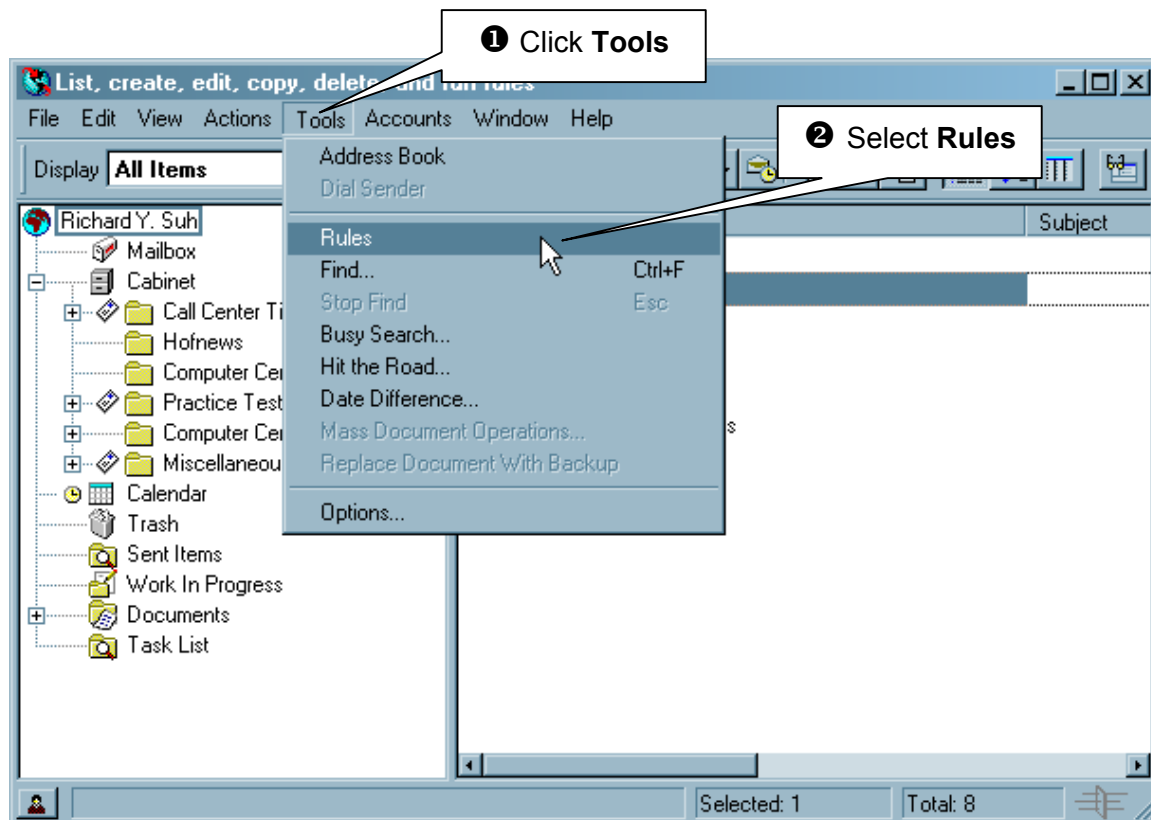 ❶ Click Tools
List, create, edit, copy, delete, and run rules
File Edit View Actions Tools Accounts Window Help
❷ Select Rules
Display All Items
Address Book
Dial Sender
Rules
Find... Ctrl+F
Stop Find Esc
Busy Search...
Hit the Road...
Date Difference...
Mass Document Operations...
Replace Document With Backup
Options...
Richard Y. Suh
Mailbox
Cabinet
Call Center Ti
Hofnews
Computer Cer
Practice Test
Computer Cer
Miscellaneou
Calendar
Trash
Sent Items
Work In Progress
Documents
Task List
Subject
s
Selected: 1 Total: 8